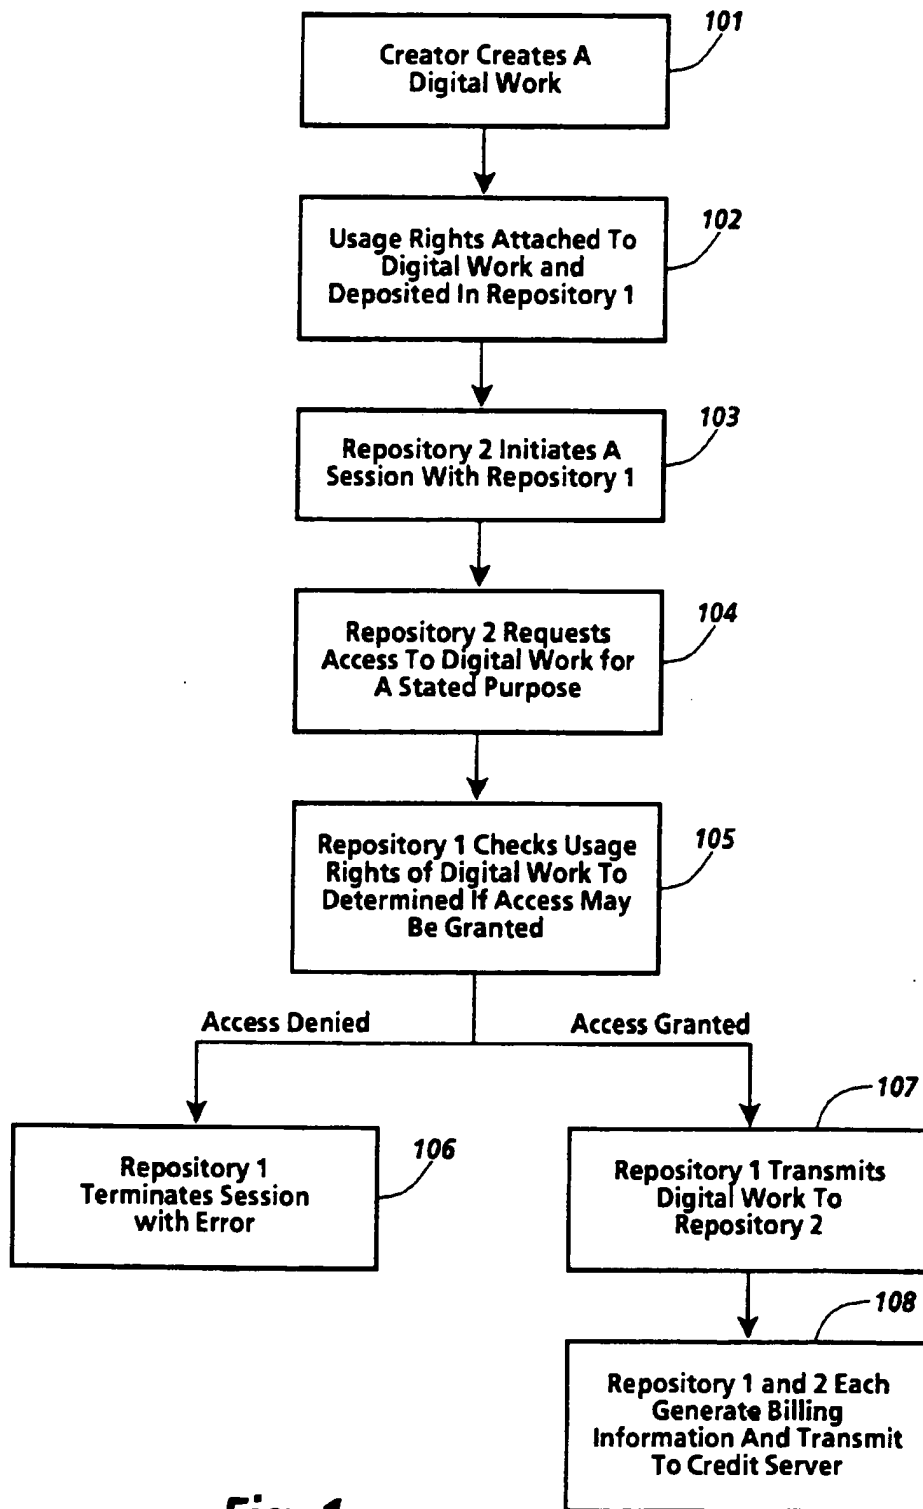 101
Creator Creates A
Digital Work
102
Usage Rights Attached To
Digital Work and
Deposited In Repository 1
103
Repository 2 Initiates A
Session With Repository 1
104
Repository 2 Requests
Access To Digital Work for
A Stated Purpose
105
Repository 1 Checks Usage
Rights of Digital Work To
Determined If Access May
Be Granted
Access Denied
Access Granted
106
Repository 1
Terminates Session
with Error
107
Repository 1 Transmits
Digital Work To
Repository 2
108
Repository 1 and 2 Each
Generate Billing
Information And Transmit
To Credit Server
Fig. 1